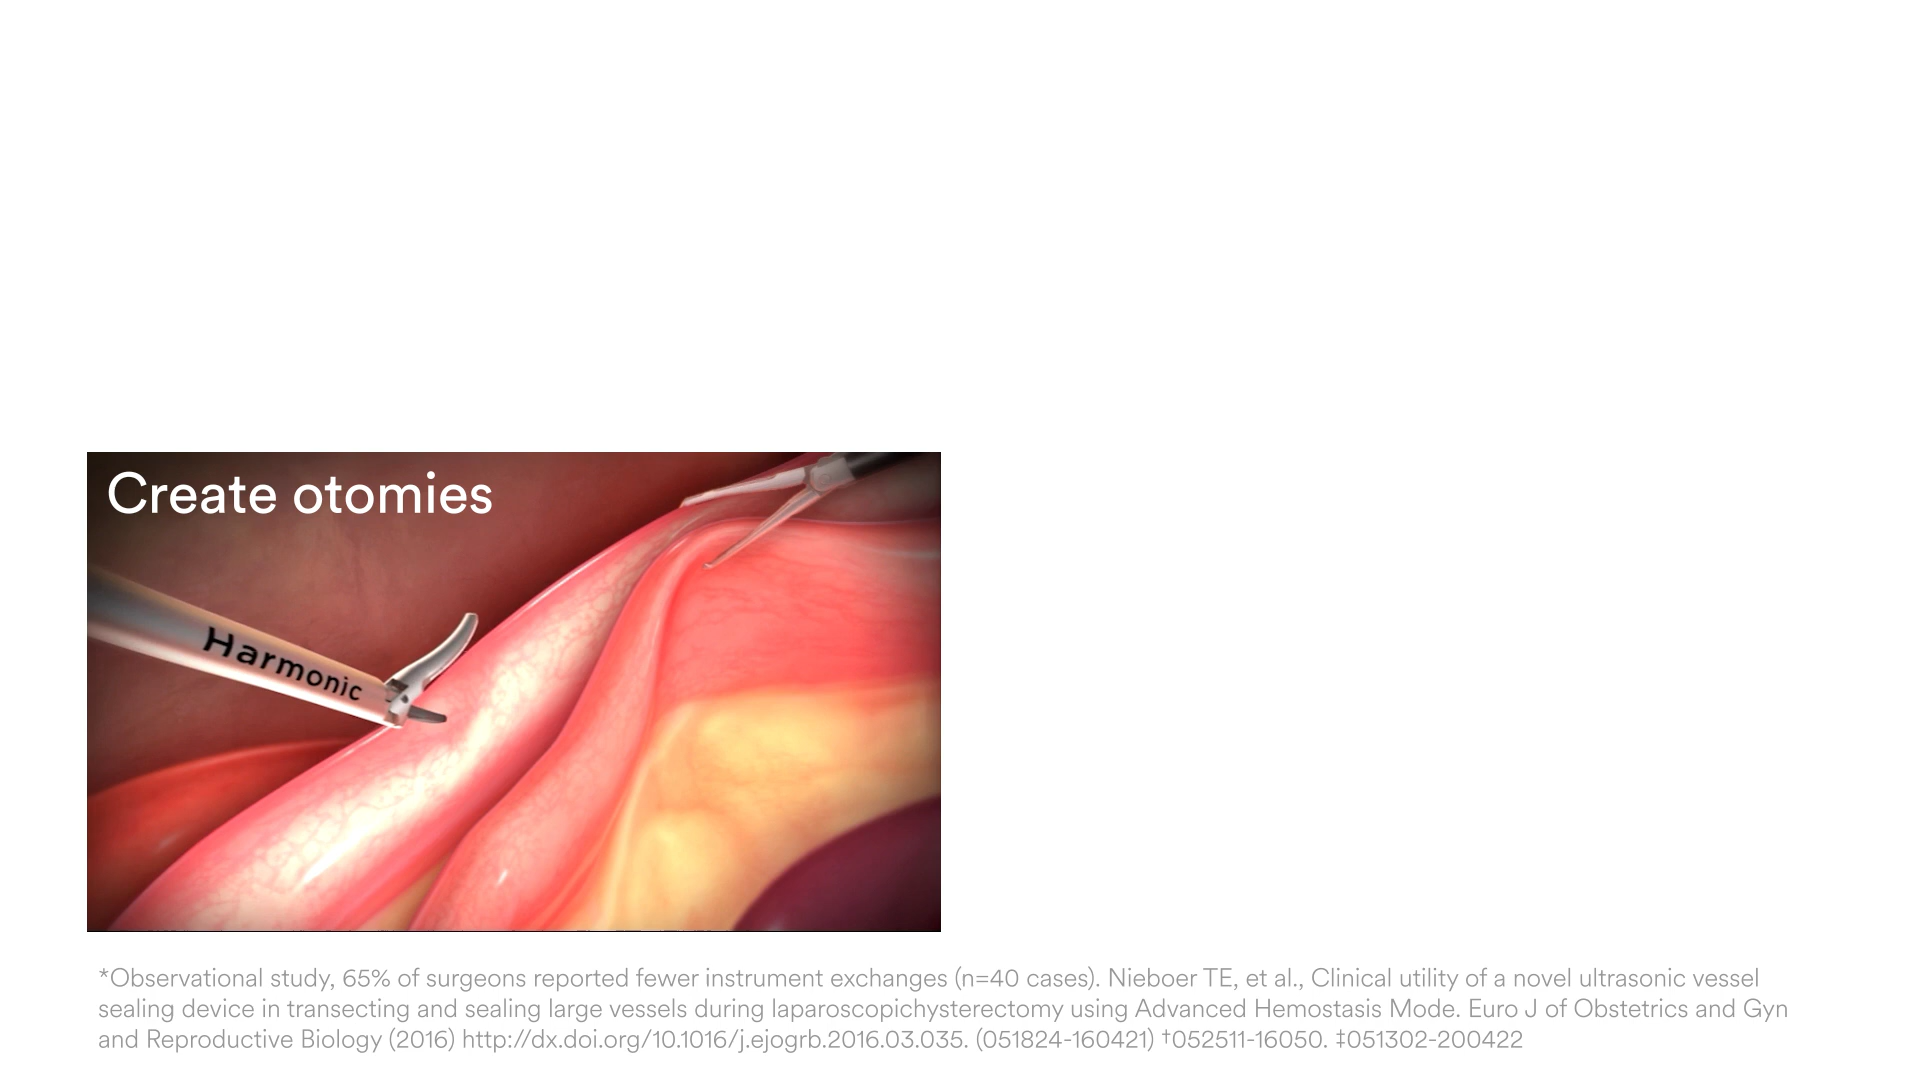 Create otomies
Harmonic
*Observational study, 65% of surgeons reported fewer instrument exchanges (n=40 cases). Nieboer TE, et al., Clinical utility of a novel ultrasonic vessel
sealing device in transecting and sealing large vessels during laparoscopichysterectomy using Advanced Hemostasis Mode. Euro J of Obstetrics and Gyn
and Reproductive Biology (2016) http://dx.doi.org/10.1016/j.ejogrb.2016.03.035. (051824-160421) †052511-16050. ‡051302-200422